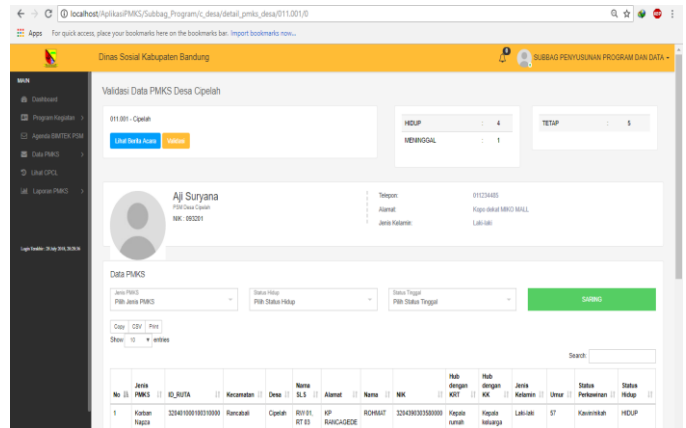 localhost/AplikasiPMKS/Subbag_Program/c_desa/detail_pmks_desa/011.001/0
Apps For quick access, place your bookmarks here on the bookmarks bar. Import bookmarks now...
Dinas Sosial Kabupaten Bandung
SUBBAG PENYUSUNAN PROGRAM DAN DATA
MAIN
Dashboard
Program Kegiatan
Agenda BIMTEK PSM
Data PMKS
Lihat CPCL
Laporan PMKS
Validasi Data PMKS Desa Cipelah
011.001 - Cipelah
Lihat Berita Acara Validasi
HIDUP : 4
MENINGGAL : 1
TETAP : 5
Aji Suryana
PSM Desa Cipelah
NIK : 093201
Telepon: 011234455
Alamat: Kopo dekat MIKO MALL
Jenis Kelamin: Laki-laki
Data PMKS
Jenis PMKS
Pilih Jenis PMKS
Status Hidup
Pilih Status Hidup
Status Tinggal
Pilih Status Tinggal
SARING
Copy CSV Print
Show 10 entries
Search:
No Jenis PMKS ID_RUTA Kecamatan Desa Nama SLS Alamat Nama NIK Hub dengan KRT Hub dengan KK Jenis Kelamin Umur Status Perkawinan Status Hidup
1 Korban Napza 320401000100310000 Rancabali Cipelah RW 01, RT 03 KP RANCAGEDE ROHMAT 3204390303580000 Kepala rumah Kepala keluarga Laki-laki 57 Kawin/nikah HIDUP